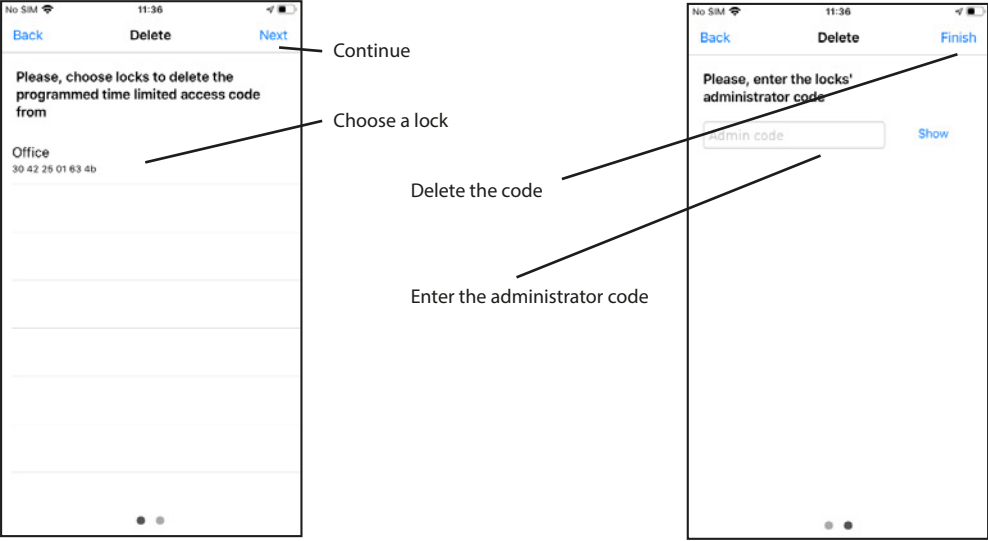 No SIM 11:36
Back Delete Next
Please, choose locks to delete the
programmed time limited access code
from
Office
30 42 25 01 63 4b
Continue
Choose a lock
Delete the code
Enter the administrator code
No SIM 11:36
Back Delete Finish
Please, enter the locks'
administrator code
Admin code Show